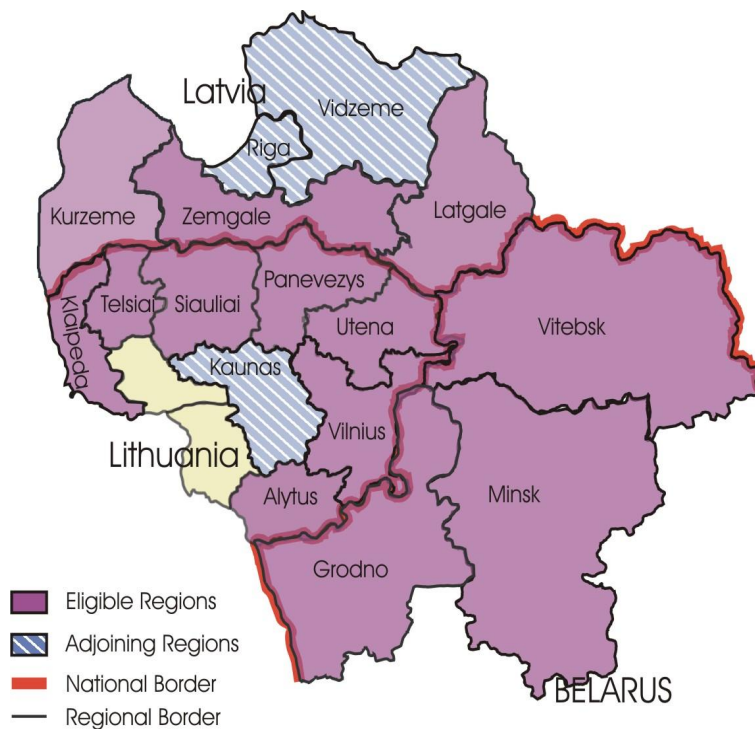 Latvia
Vidzeme
Riga
Kurzeme
Zemgale
Latgale
Panevezys
Telsiai
Siauliai
Klaipeda
Utena
Vitebsk
Kaunas
Vilnius
Lithuania
Alytus
Minsk
Grodno
Eligible Regions
Adjoining Regions
National Border
BELARUS
Regional Border